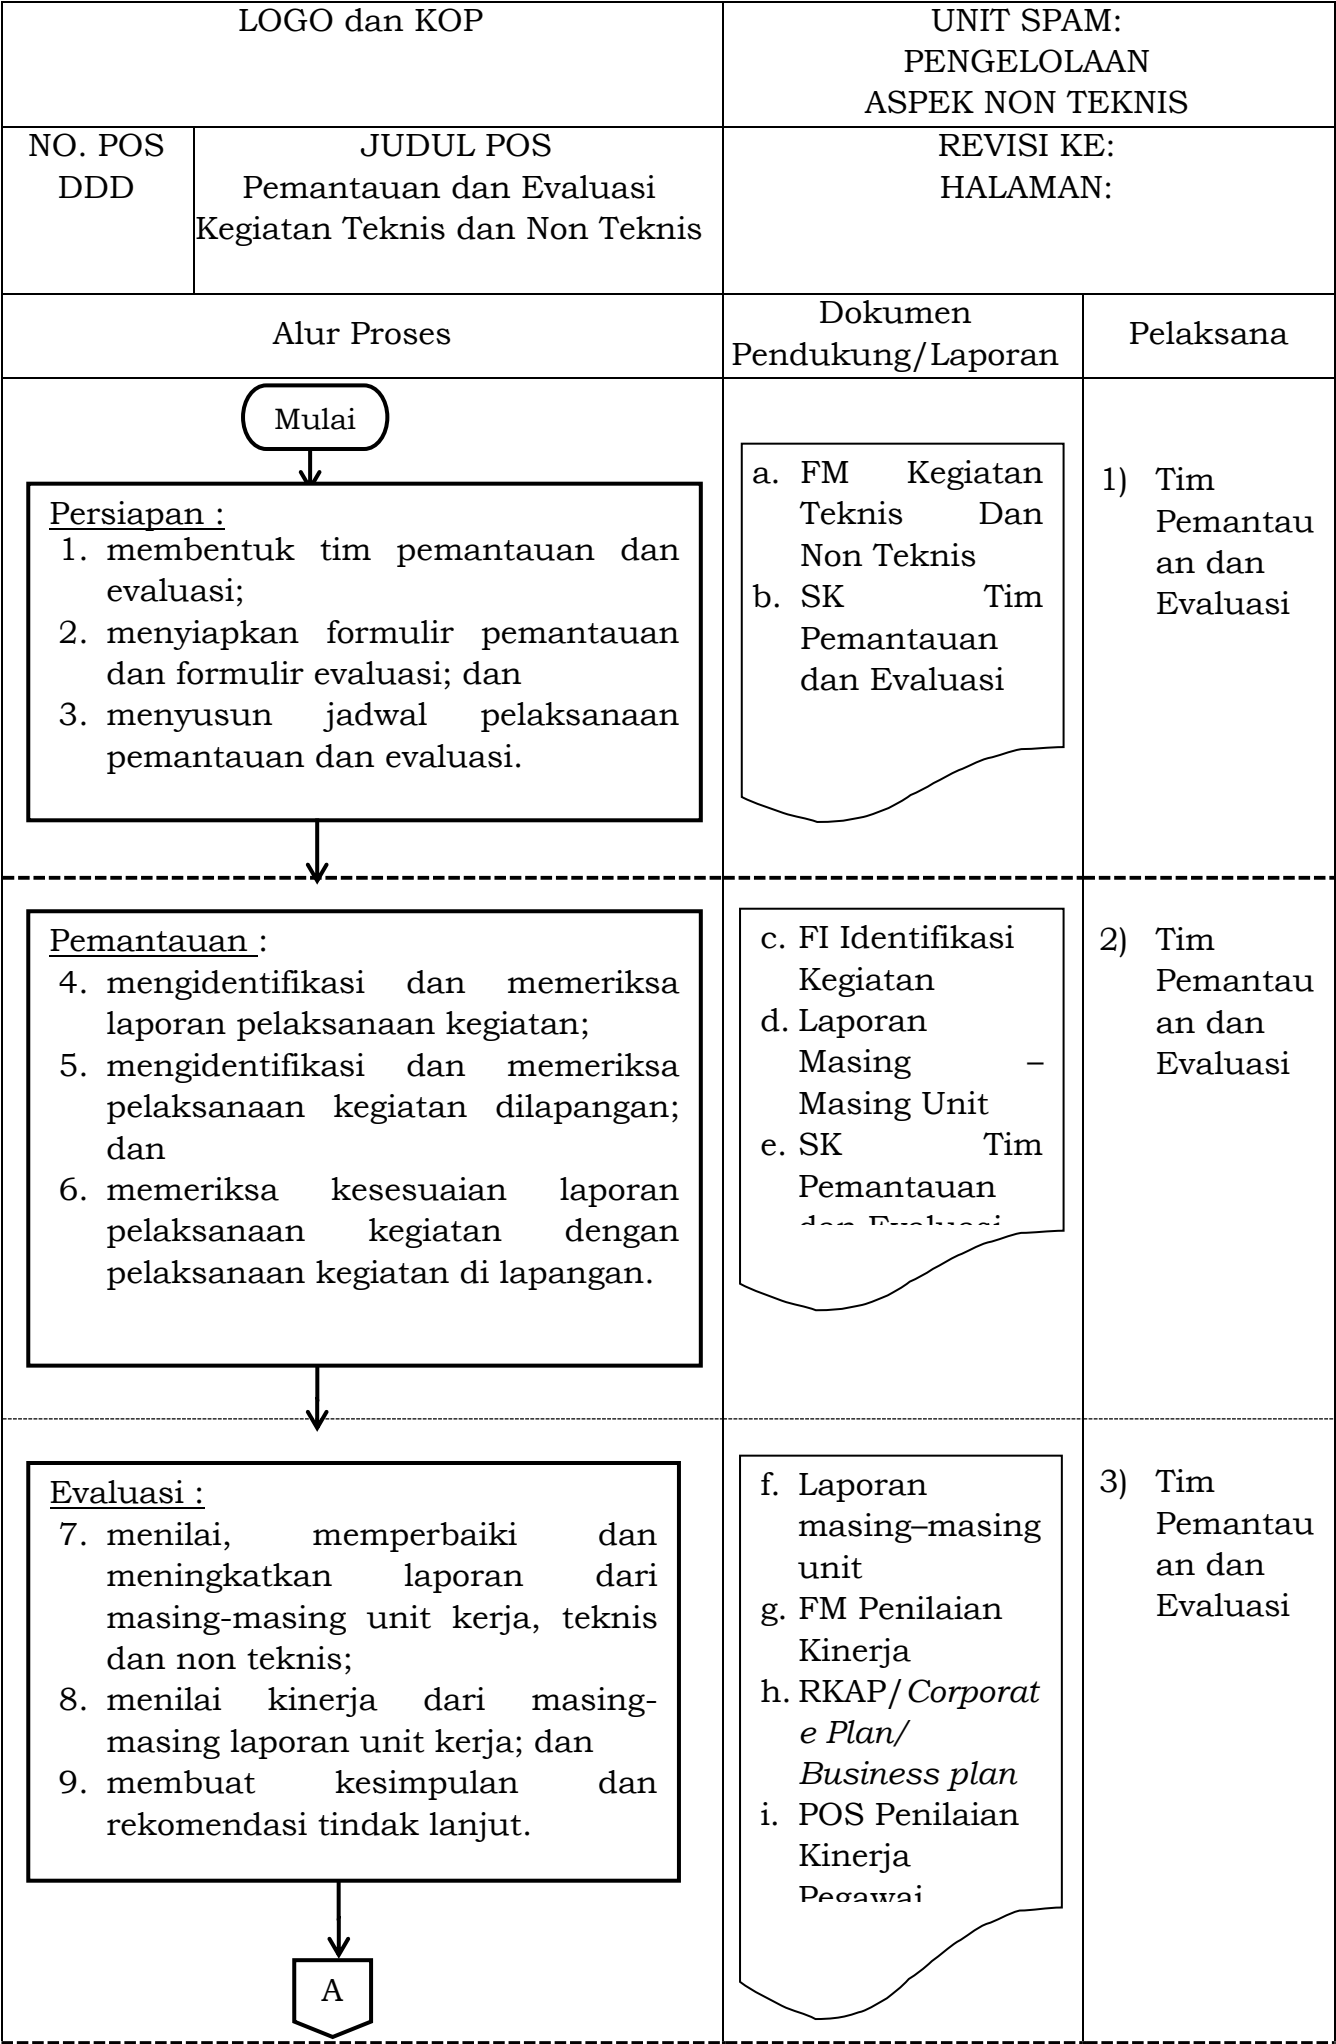 LOGO dan KOP
UNIT SPAM:
PENGELOLAAN
ASPEK NON TEKNIS
NO. POS
DDD
JUDUL POS
Pemantauan dan Evaluasi
Kegiatan Teknis dan Non Teknis
REVISI KE:
HALAMAN:
Alur Proses
Dokumen
Pendukung/Laporan
Pelaksana
Mulai
Persiapan :
1. membentuk tim pemantauan dan
evaluasi;
2. menyiapkan formulir pemantauan
dan formulir evaluasi; dan
3. menyusun jadwal pelaksanaan
pemantauan dan evaluasi.
a. FM Kegiatan
Teknis Dan
Non Teknis
b. SK Tim
Pemantauan
dan Evaluasi
1) Tim
Pemantau
an dan
Evaluasi
Pemantauan :
4. mengidentifikasi dan memeriksa
laporan pelaksanaan kegiatan;
5. mengidentifikasi dan memeriksa
pelaksanaan kegiatan dilapangan;
dan
6. memeriksa kesesuaian laporan
pelaksanaan kegiatan dengan
pelaksanaan kegiatan di lapangan.
c. FI Identifikasi
Kegiatan
d. Laporan
Masing –
Masing Unit
e. SK Tim
Pemantauan
dan Evaluasi
2) Tim
Pemantau
an dan
Evaluasi
Evaluasi :
7. menilai, memperbaiki dan
meningkatkan laporan dari
masing-masing unit kerja, teknis
dan non teknis;
8. menilai kinerja dari masing-
masing laporan unit kerja; dan
9. membuat kesimpulan dan
rekomendasi tindak lanjut.
f. Laporan
masing–masing
unit
g. FM Penilaian
Kinerja
h. RKAP/Corporat
e Plan/
Business plan
i. POS Penilaian
Kinerja
Pegawai
3) Tim
Pemantau
an dan
Evaluasi
A